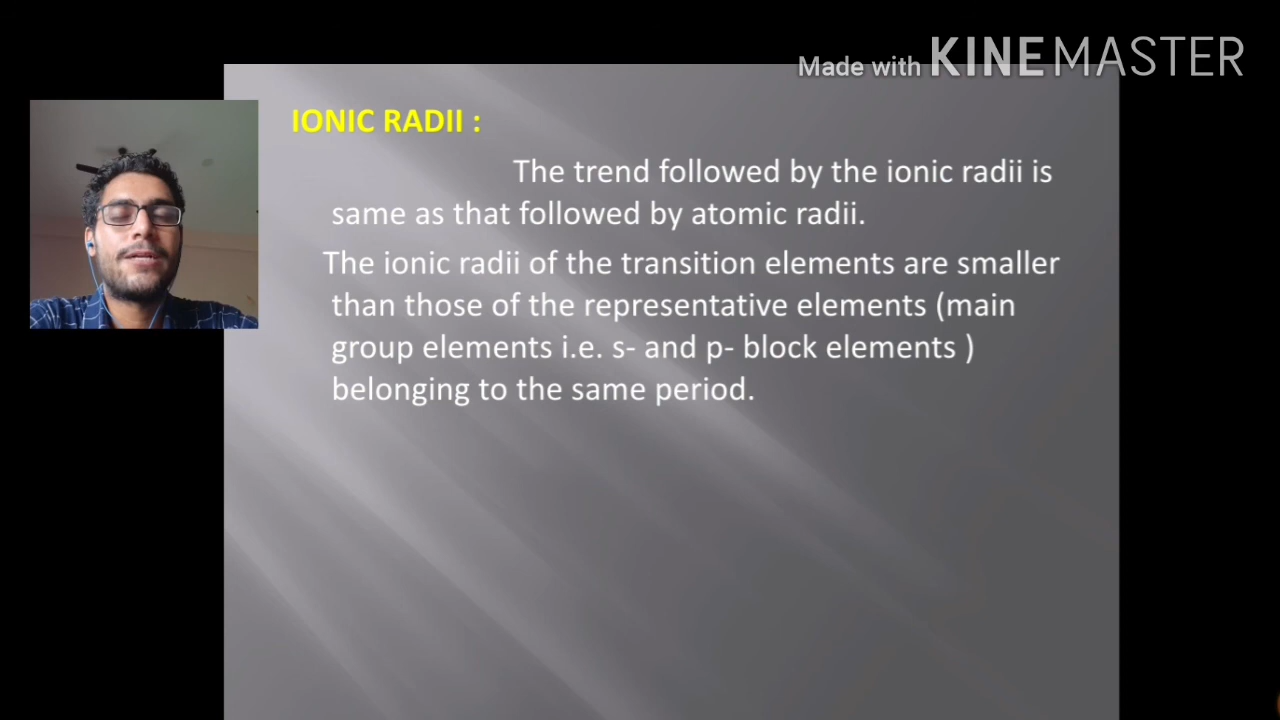 Made with KINEMASTER
IONIC RADII :
The trend followed by the ionic radii is
same as that followed by atomic radii.
The ionic radii of the transition elements are smaller
than those of the representative elements (main
group elements i.e. s- and p- block elements )
belonging to the same period.